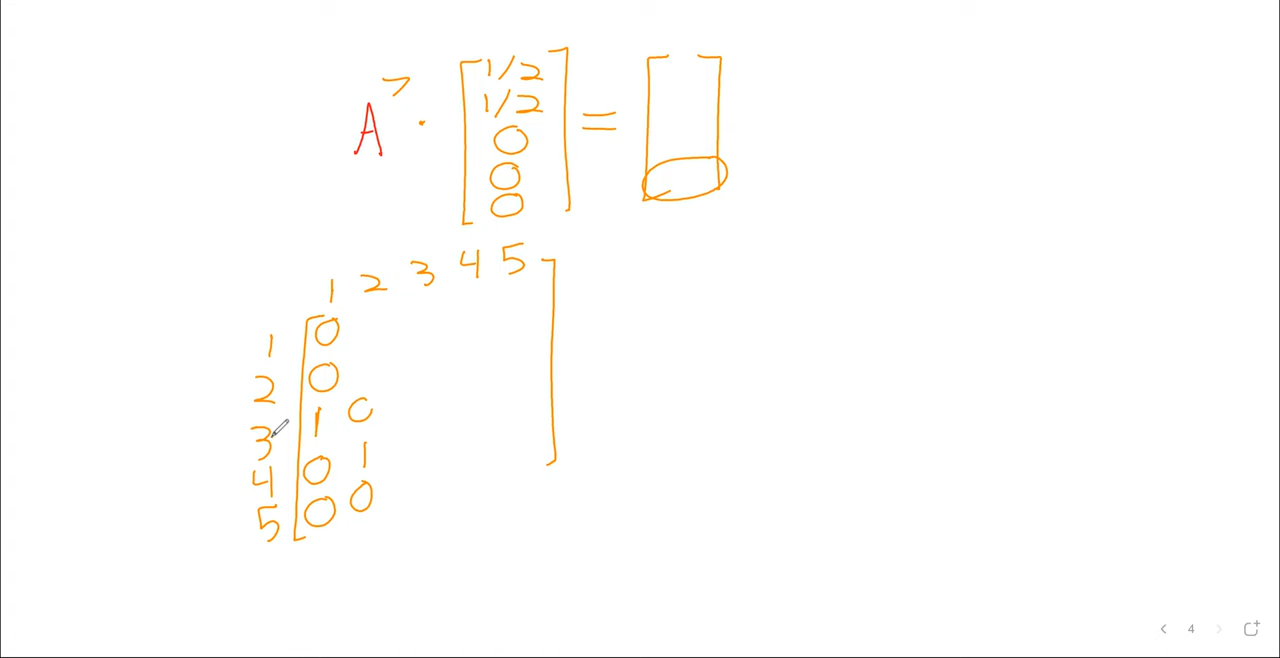 A^7 · [1/2] = [ ]
1/2
0
0
0
1 2 3 4 5
1 [0
2 0
3 1 0
4 0 1
5 0 0
4